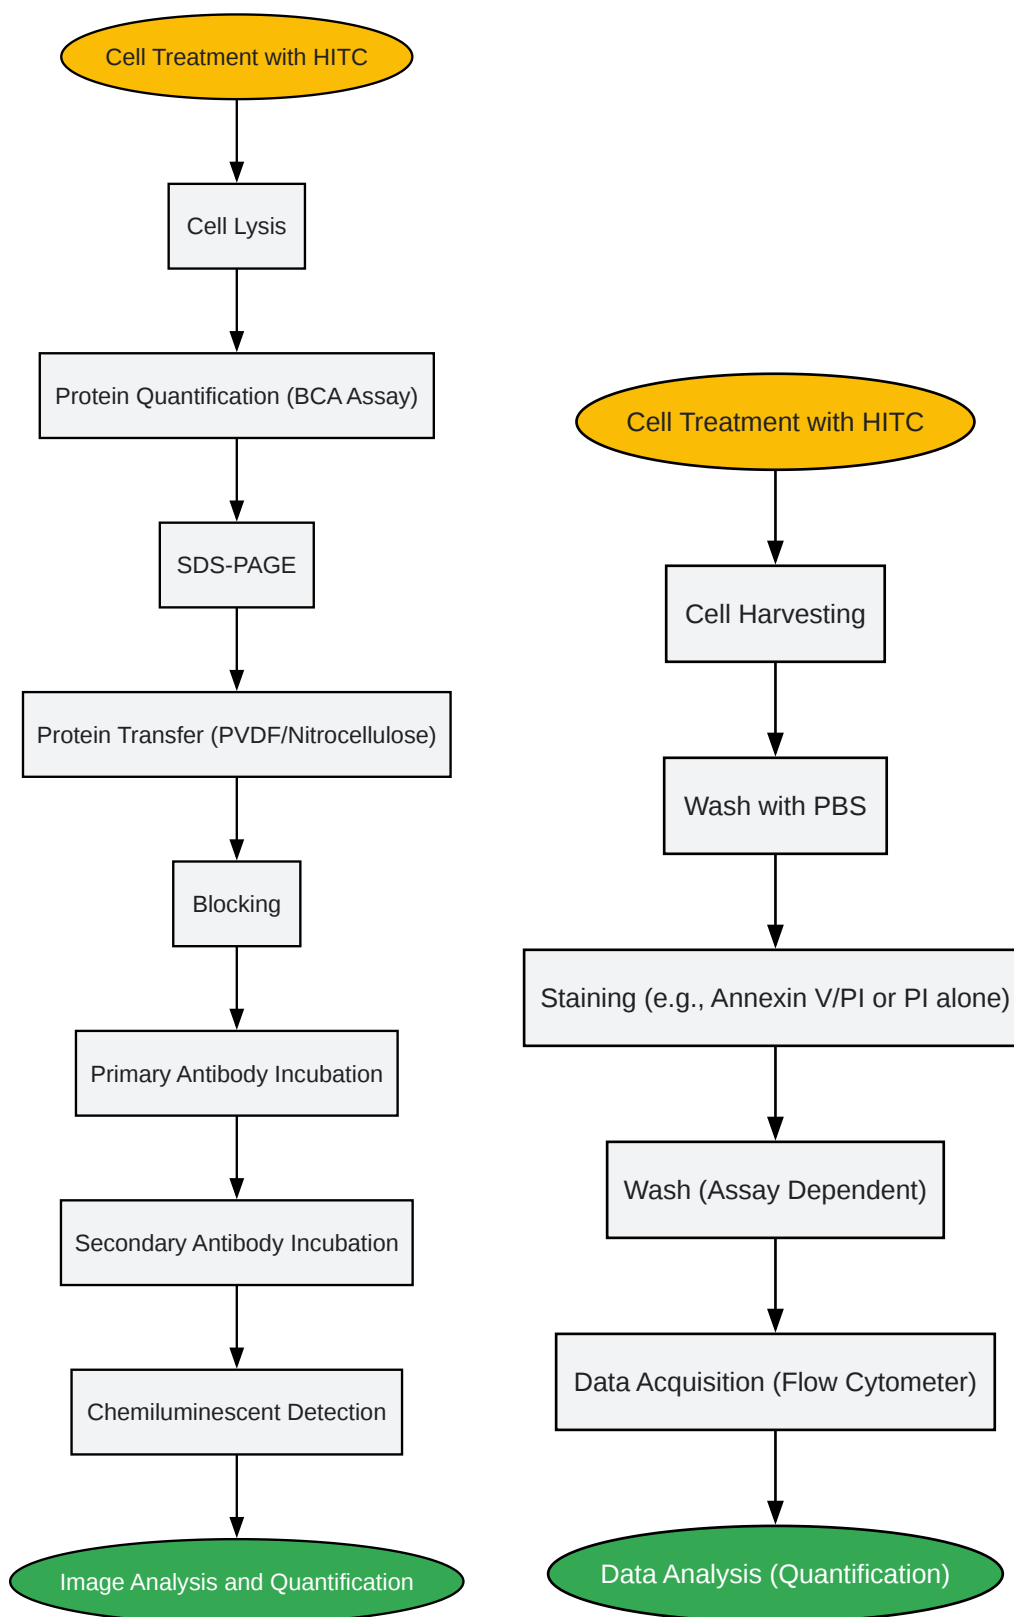 Cell Treatment with HITC
Cell Lysis
Protein Quantification (BCA Assay)
SDS-PAGE
Protein Transfer (PVDF/Nitrocellulose)
Blocking
Primary Antibody Incubation
Secondary Antibody Incubation
Chemiluminescent Detection
Image Analysis and Quantification
Cell Treatment with HITC
Cell Harvesting
Wash with PBS
Staining (e.g., Annexin V/PI or PI alone)
Wash (Assay Dependent)
Data Acquisition (Flow Cytometer)
Data Analysis (Quantification)